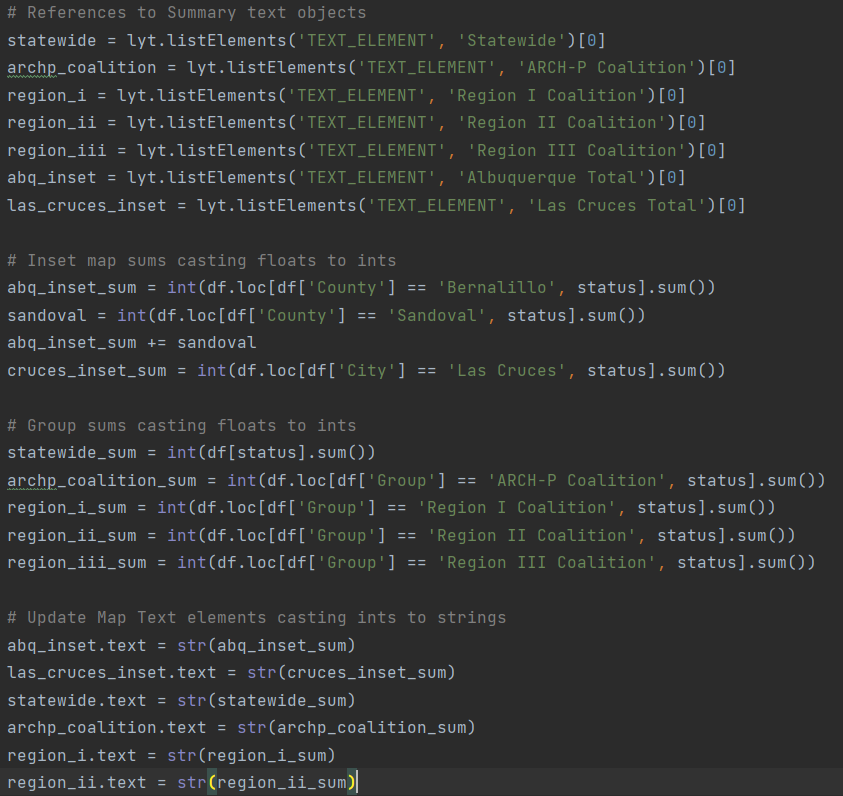 # References to Summary text objects
statewide = lyt.listElements('TEXT_ELEMENT', 'Statewide')[0]
archp_coalition = lyt.listElements('TEXT_ELEMENT', 'ARCH-P Coalition')[0]
region_i = lyt.listElements('TEXT_ELEMENT', 'Region I Coalition')[0]
region_ii = lyt.listElements('TEXT_ELEMENT', 'Region II Coalition')[0]
region_iii = lyt.listElements('TEXT_ELEMENT', 'Region III Coalition')[0]
abq_inset = lyt.listElements('TEXT_ELEMENT', 'Albuquerque Total')[0]
las_cruces_inset = lyt.listElements('TEXT_ELEMENT', 'Las Cruces Total')[0]

# Inset map sums casting floats to ints
abq_inset_sum = int(df.loc[df['County'] == 'Bernalillo', status].sum())
sandoval = int(df.loc[df['County'] == 'Sandoval', status].sum())
abq_inset_sum += sandoval
cruces_inset_sum = int(df.loc[df['City'] == 'Las Cruces', status].sum())

# Group sums casting floats to ints
statewide_sum = int(df[status].sum())
archp_coalition_sum = int(df.loc[df['Group'] == 'ARCH-P Coalition', status].sum())
region_i_sum = int(df.loc[df['Group'] == 'Region I Coalition', status].sum())
region_ii_sum = int(df.loc[df['Group'] == 'Region II Coalition', status].sum())
region_iii_sum = int(df.loc[df['Group'] == 'Region III Coalition', status].sum())

# Update Map Text elements casting ints to strings
abq_inset.text = str(abq_inset_sum)
las_cruces_inset.text = str(cruces_inset_sum)
statewide.text = str(statewide_sum)
archp_coalition.text = str(archp_coalition_sum)
region_i.text = str(region_i_sum)
region_ii.text = str(region_ii_sum)